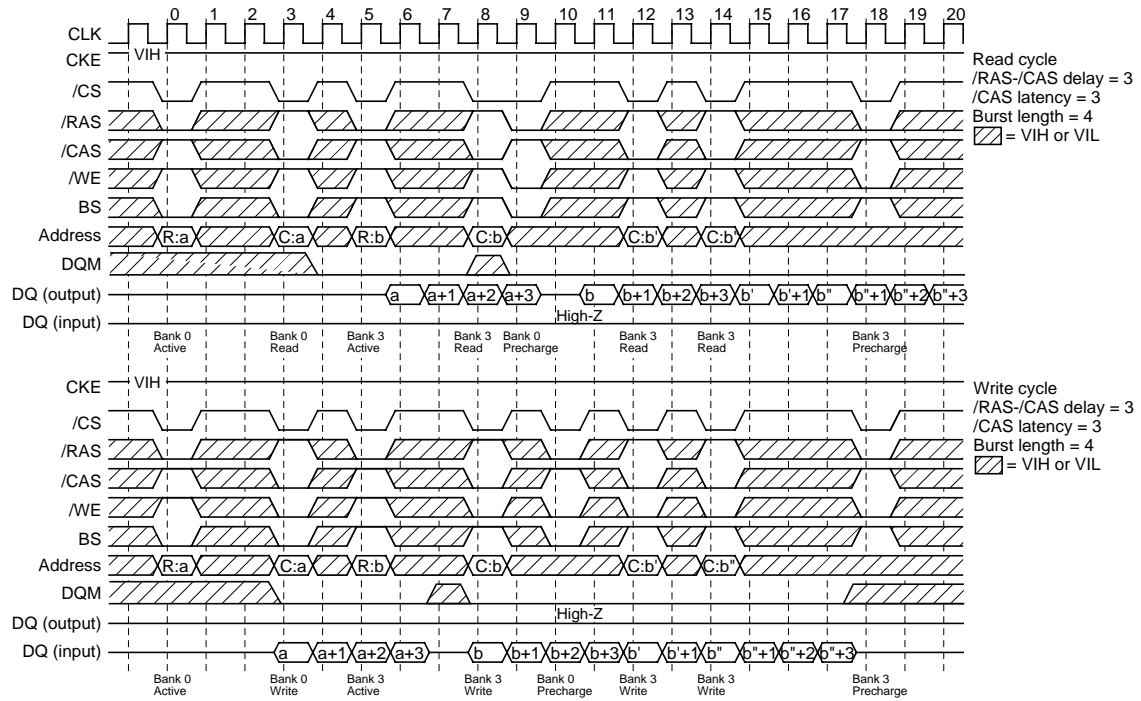 0 1 2 3 4 5 6 7 8 9 10 11 12 13 14 15 16 17 18 19 20
CLK
CKE VIH
/CS
/RAS
/CAS
/WE
BS
Address R:a C:a R:b C:b C:b' C:b"
DQM
DQ (output) a a+1 a+2 a+3 b b+1 b+2 b+3 b' b'+1 b" b"+1 b"+2 b"+3
DQ (input) High-Z
Bank 0 Bank 0 Bank 3 Bank 3 Bank 0 Bank 3 Bank 3 Bank 3
Active Read Active Read Precharge Read Read Precharge
Read cycle
/RAS-/CAS delay = 3
/CAS latency = 3
Burst length = 4
= VIH or VIL
CKE VIH
/CS
/RAS
/CAS
/WE
BS
Address R:a C:a R:b C:b C:b' C:b"
DQM
High-Z
DQ (output)
DQ (input) a a+1 a+2 a+3 b b+1 b+2 b+3 b' b'+1 b" b"+1 b"+2 b"+3
Bank 0 Bank 0 Bank 3 Bank 3 Bank 0 Bank 3 Bank 3 Bank 3
Active Write Active Write Precharge Write Write Precharge
Write cycle
/RAS-/CAS delay = 3
/CAS latency = 3
Burst length = 4
= VIH or VIL